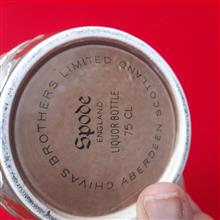 CHIVAS BROTHERS LIMITED
ABERDEEN SCOTLAND
Spode
ENGLAND
LIQUOR BOTTLE
75 CL